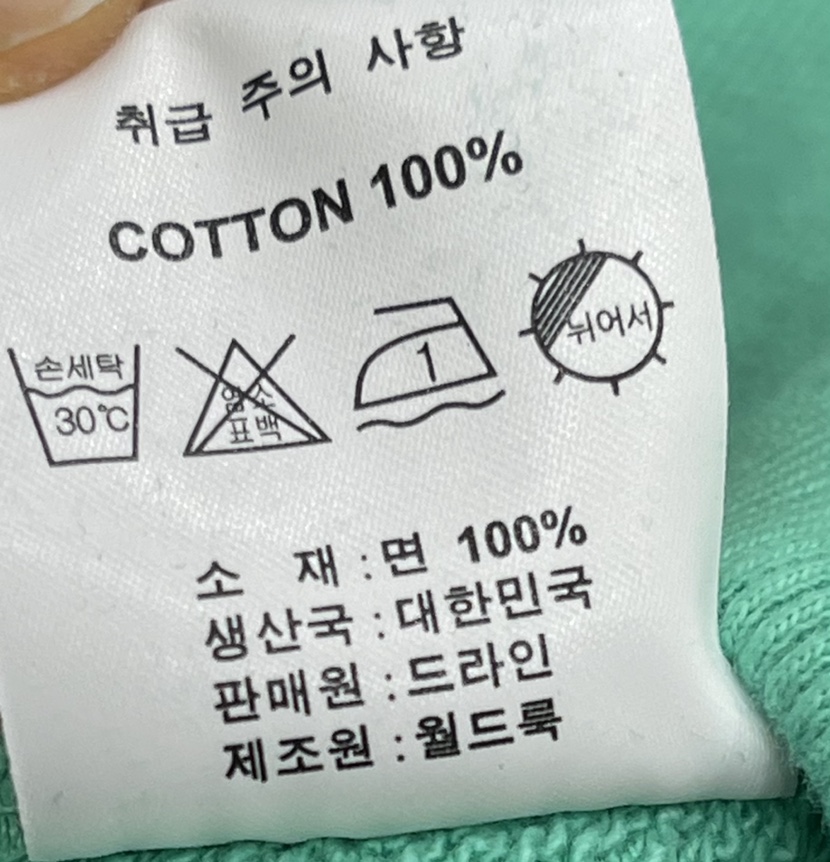 취급 주의 사항
COTTON 100%
손세탁
30℃
염소
표백
1
뉘어서
소 재 : 면 100%
생산국 : 대한민국
판매원 : 드라인
제조원 : 월드룩